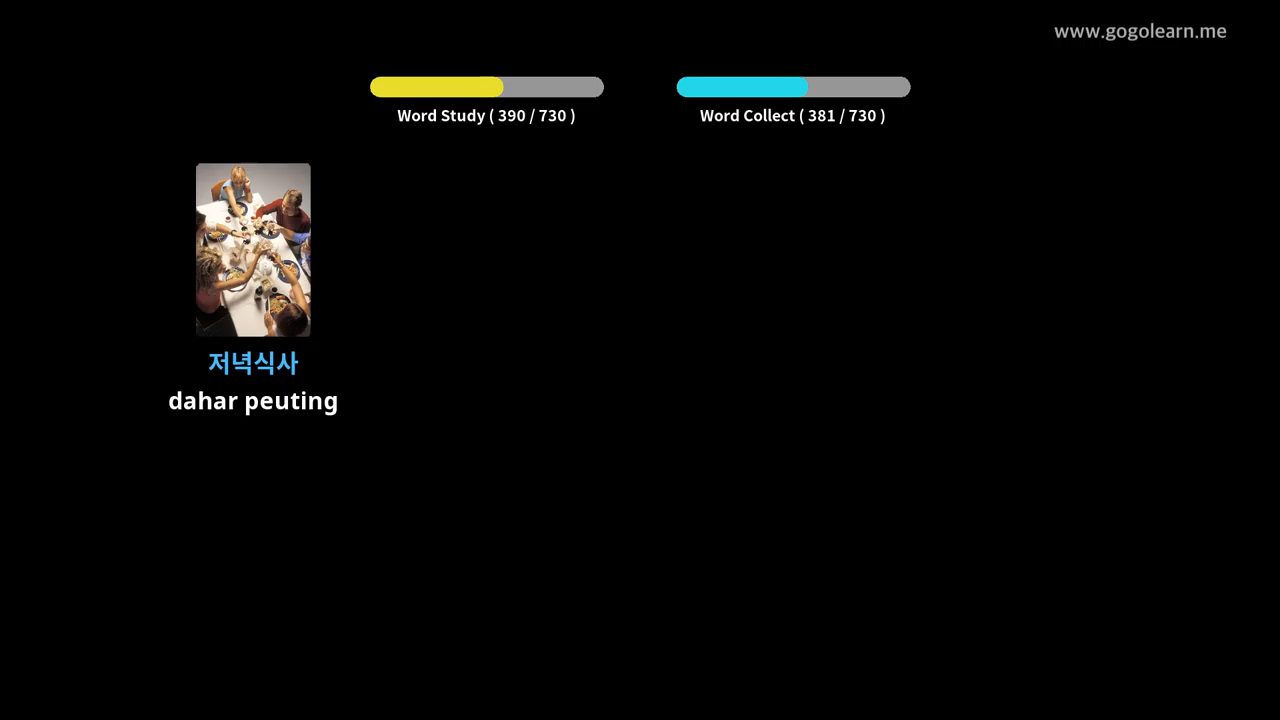 www.gogolearn.me
Word Study ( 390 / 730 )
Word Collect ( 381 / 730 )
저녁식사
dahar peuting